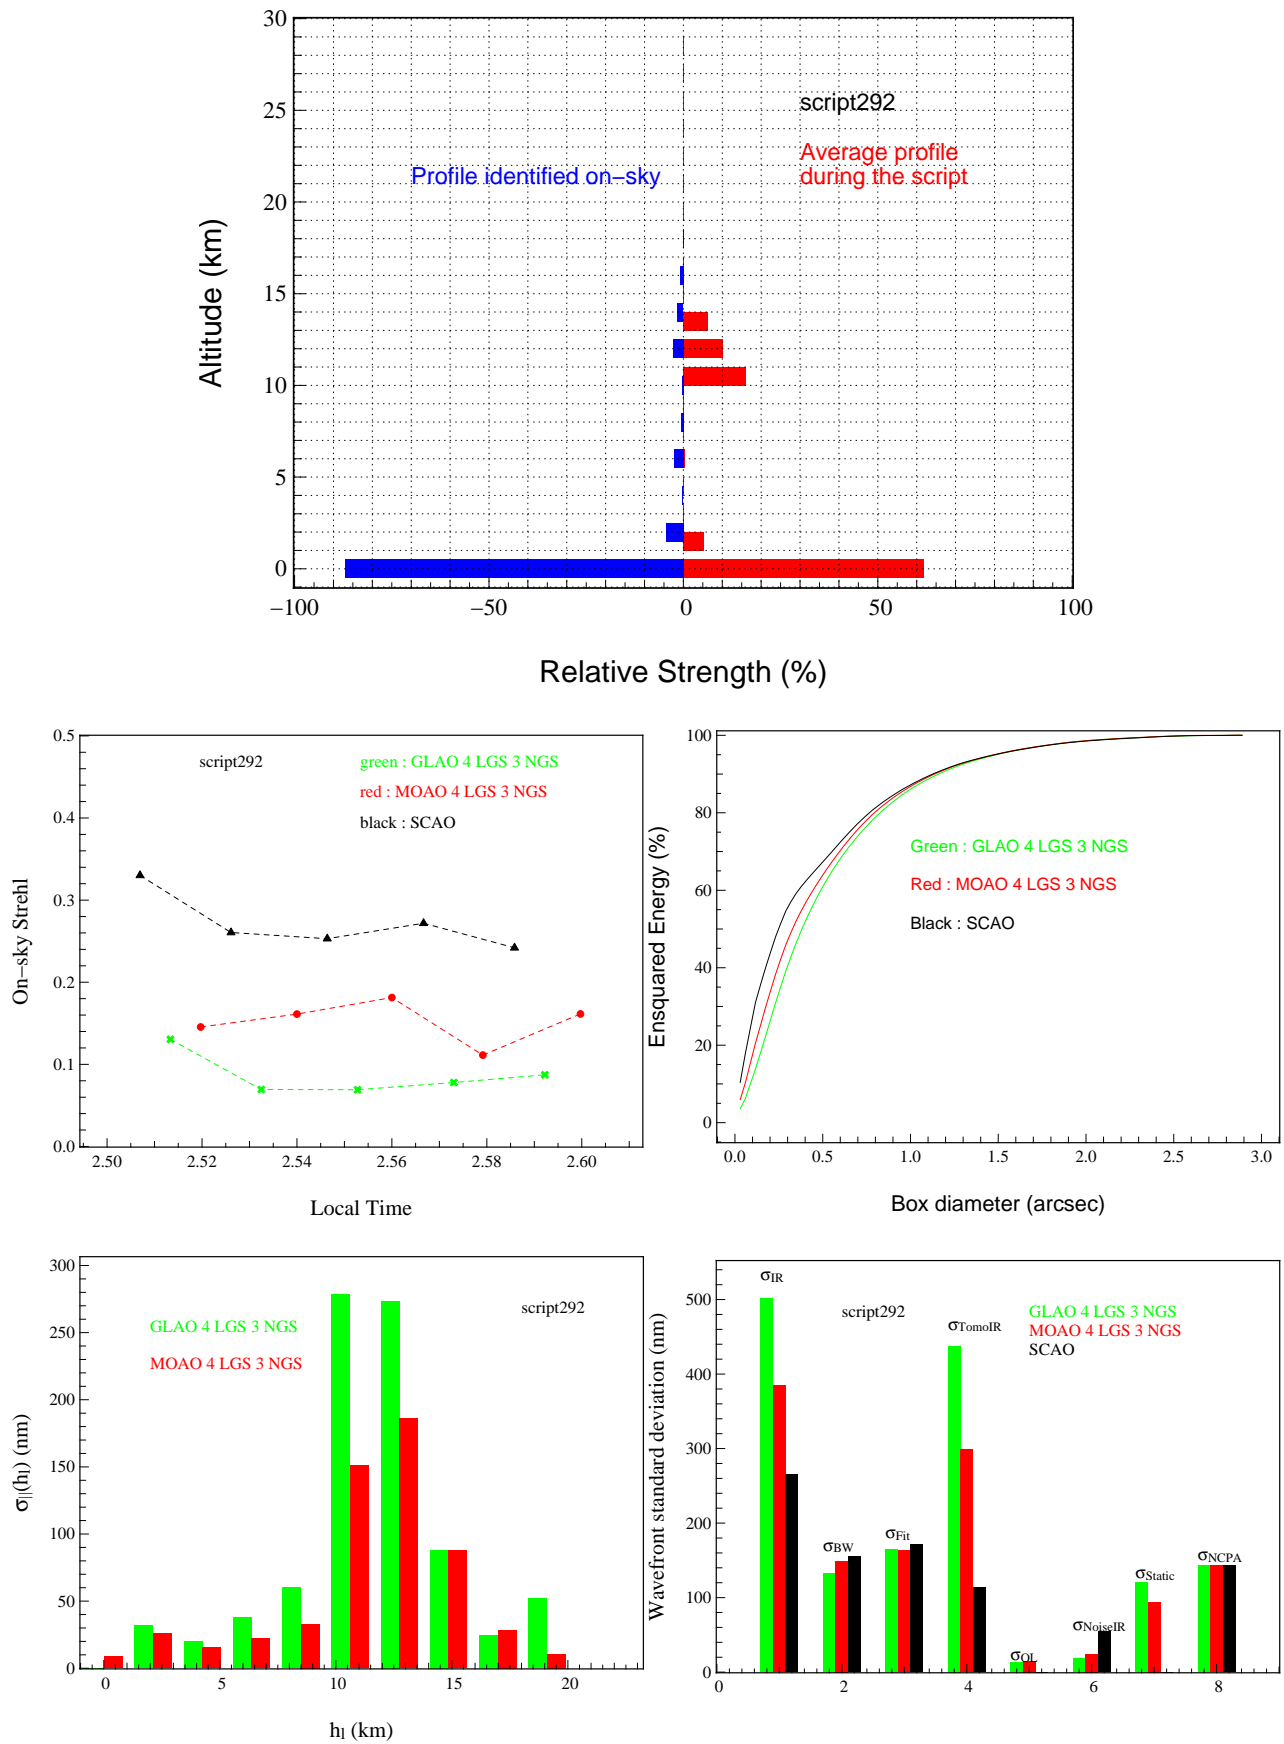 30
25
20
15
10
5
0
Altitude (km)
script292
Average profile
during the script
Profile identified on−sky
−100
−50
0
50
100
Relative Strength (%)
0.5
0.4
0.3
0.2
0.1
0.0
On−sky Strehl
script292
green : GLAO 4 LGS 3 NGS
red : MOAO 4 LGS 3 NGS
black : SCAO
2.50
2.52
2.54
2.56
2.58
2.60
Local Time
100
80
60
40
20
0
Ensquared Energy (%)
Green : GLAO 4 LGS 3 NGS
Red : MOAO 4 LGS 3 NGS
Black : SCAO
0.0
0.5
1.0
1.5
2.0
2.5
3.0
Box diameter (arcsec)
300
250
200
150
100
50
0
σ||(hl) (nm)
GLAO 4 LGS 3 NGS
MOAO 4 LGS 3 NGS
script292
0
5
10
15
20
hl (km)
500
400
300
200
100
0
Wavefront standard deviation (nm)
script292
GLAO 4 LGS 3 NGS
MOAO 4 LGS 3 NGS
SCAO
σIR
σBW
σFit
σTomoIR
σOL
σNoiseIR
σStatic
σNCPA
0
2
4
6
8